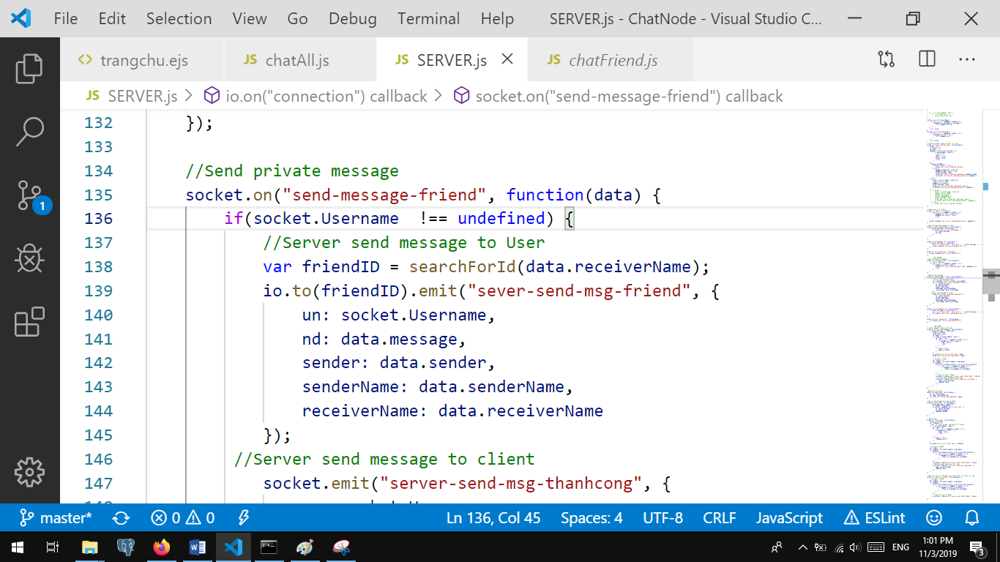 File Edit Selection View Go Debug Terminal Help SERVER.js - ChatNode - Visual Studio C...
<> trangchu.ejs JS chatAll.js JS SERVER.js JS chatFriend.js
JS SERVER.js > io.on("connection") callback > socket.on("send-message-friend") callback
132 });
133
134 //Send private message
135 socket.on("send-message-friend", function(data) {
136 if(socket.Username !== undefined) {
137 //Server send message to User
138 var friendID = searchForId(data.receiverName);
139 io.to(friendID).emit("sever-send-msg-friend", {
140 un: socket.Username,
141 nd: data.message,
142 sender: data.sender,
143 senderName: data.senderName,
144 receiverName: data.receiverName
145 });
146 //Server send message to client
147 socket.emit("server-send-msg-thanhcong", {
1
master* 0 0 Ln 136, Col 45 Spaces: 4 UTF-8 CRLF JavaScript ESLint
ENG 1:01 PM
11/3/2019 3